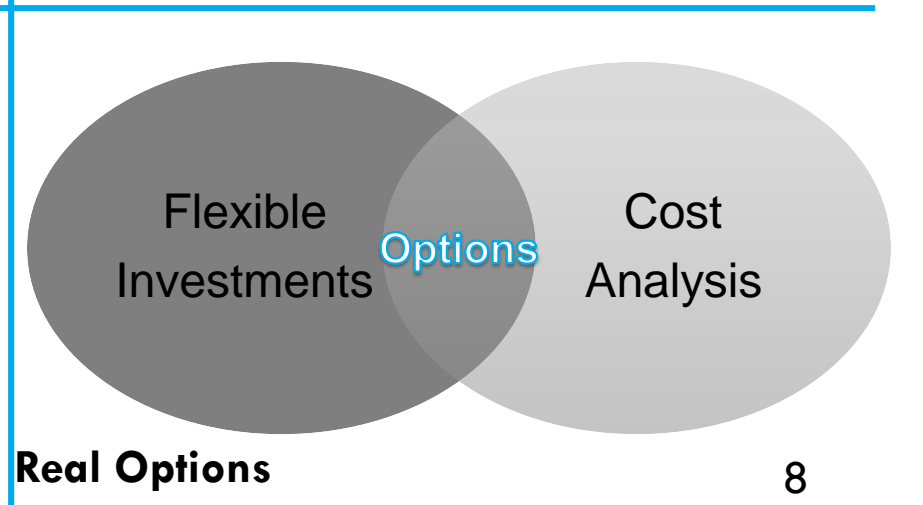 Flexible
Investments
Options
Cost
Analysis
Real Options
8